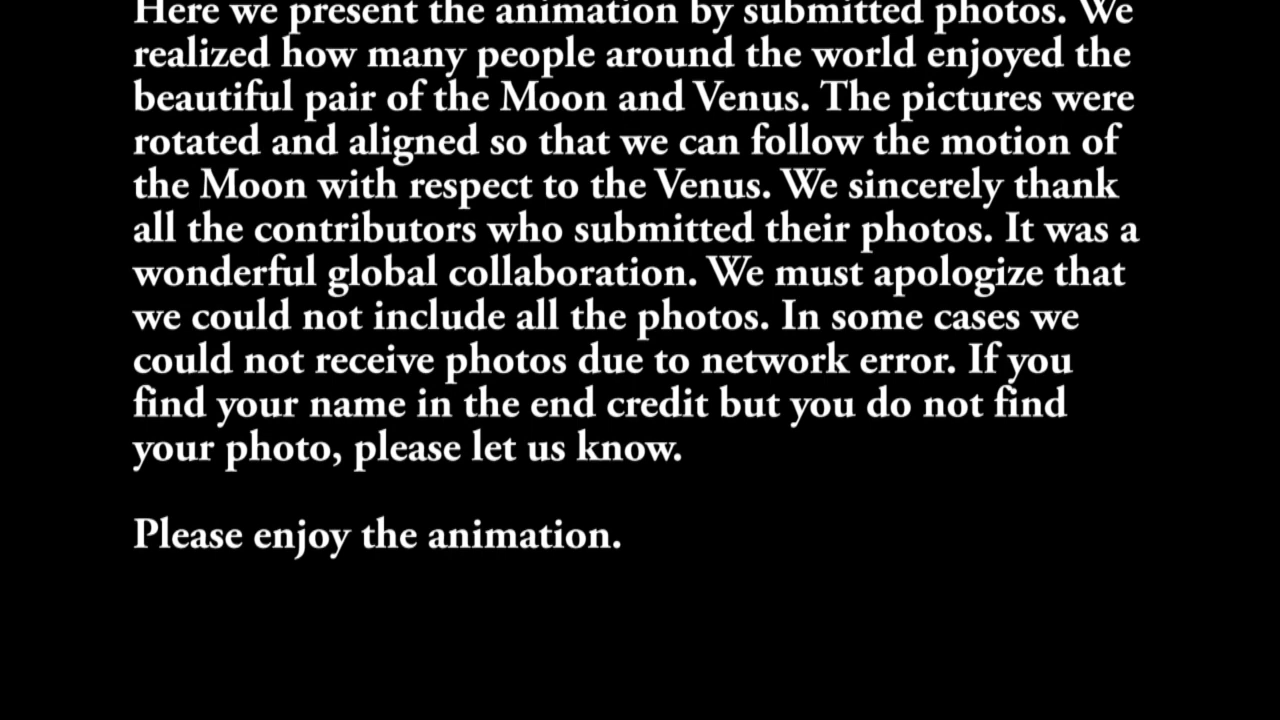 Here we present the animation by submitted photos. We
realized how many people around the world enjoyed the
beautiful pair of the Moon and Venus. The pictures were
rotated and aligned so that we can follow the motion of
the Moon with respect to the Venus. We sincerely thank
all the contributors who submitted their photos. It was a
wonderful global collaboration. We must apologize that
we could not include all the photos. In some cases we
could not receive photos due to network error. If you
find your name in the end credit but you do not find
your photo, please let us know.
Please enjoy the animation.